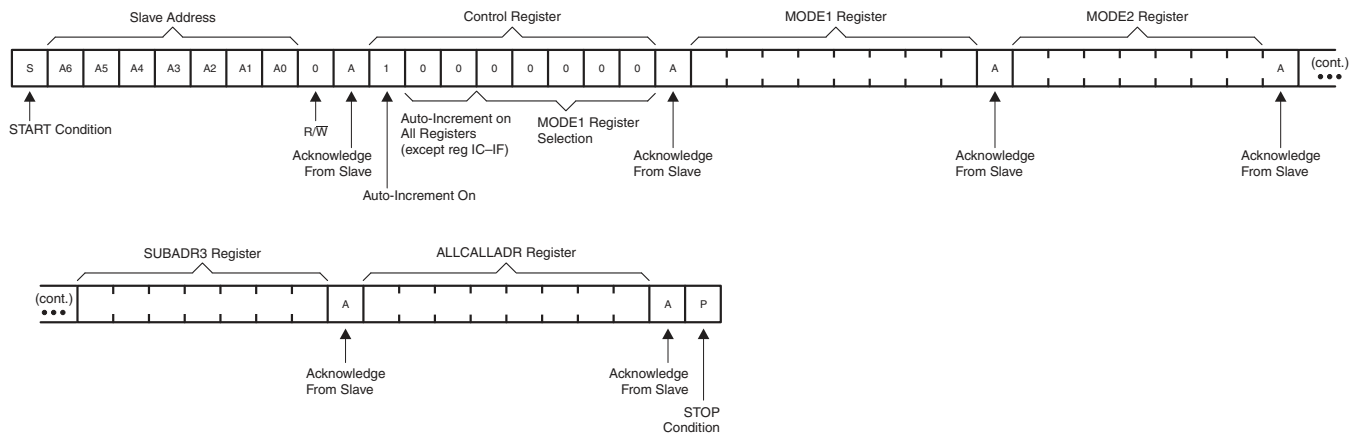 Slave Address
Control Register
MODE1 Register
MODE2 Register
S A6 A5 A4 A3 A2 A1 A0 0 A 1 0 0 0 0 0 0 0 A A A (cont.)
START Condition
R/W̅
Acknowledge
From Slave
Auto-Increment On
Auto-Increment on
All Registers
(except reg IC–IF)
MODE1 Register
Selection
Acknowledge
From Slave
Acknowledge
From Slave
Acknowledge
From Slave
SUBADR3 Register
ALLCALLADR Register
(cont.) A A P
Acknowledge
From Slave
Acknowledge
From Slave
STOP
Condition